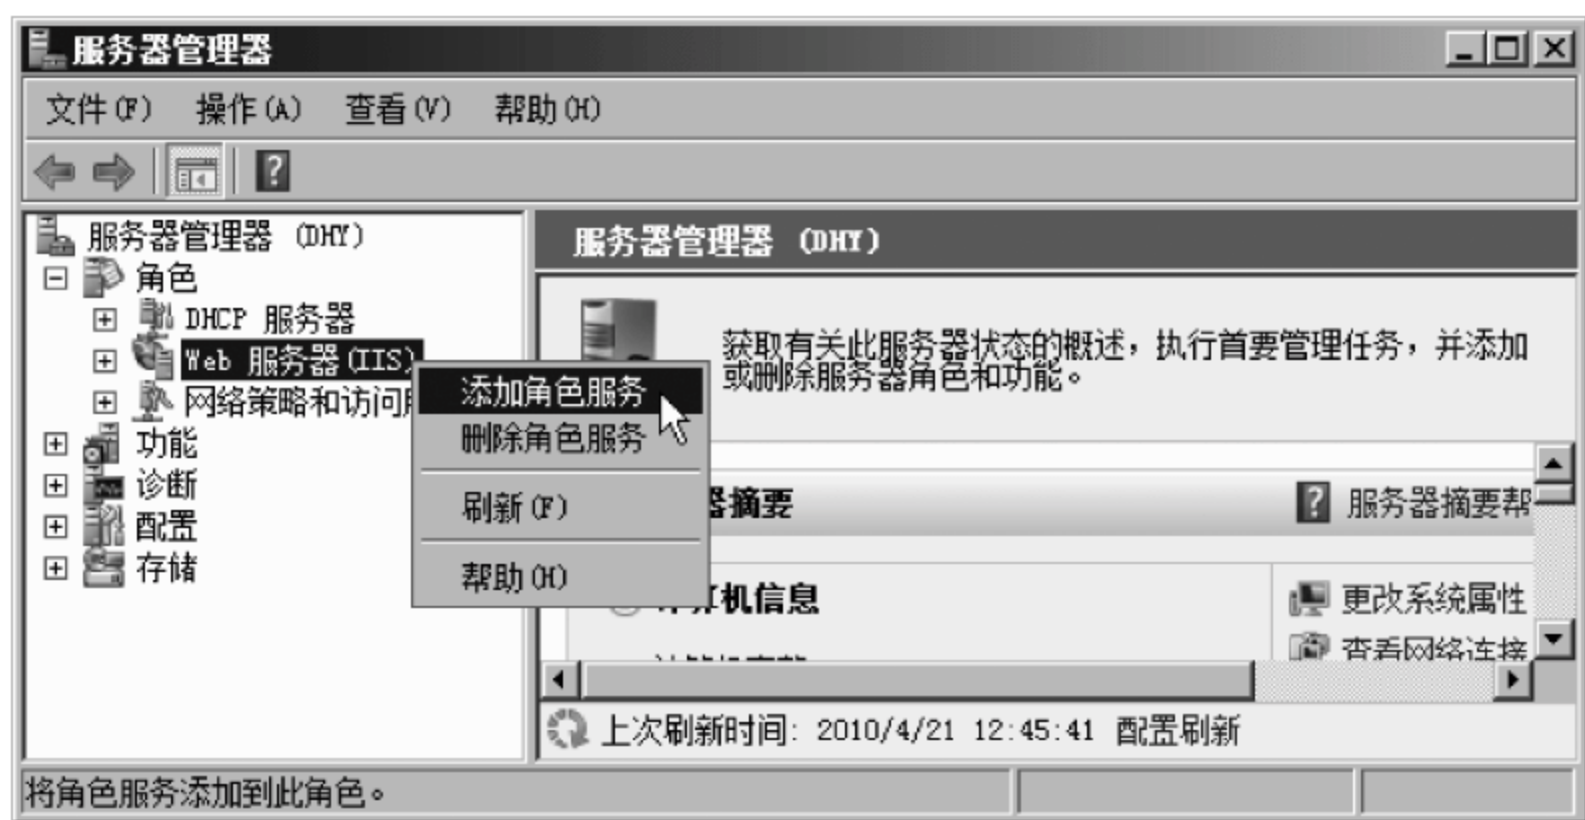 服务器管理器
文件(F) 操作(A) 查看(V) 帮助(H)
服务器管理器 (DHY)
角色
DHCP 服务器
Web 服务器(IIS)
网络策略和访问
功能
诊断
配置
存储
添加角色服务
删除角色服务
刷新(F)
帮助(H)
服务器管理器 (DHY)
获取有关此服务器状态的概述，执行首要管理任务，并添加
或删除服务器角色和功能。
器摘要
服务器摘要帮
算机信息
更改系统属性
查看网络连接
上次刷新时间: 2010/4/21 12:45:41 配置刷新
将角色服务添加到此角色。